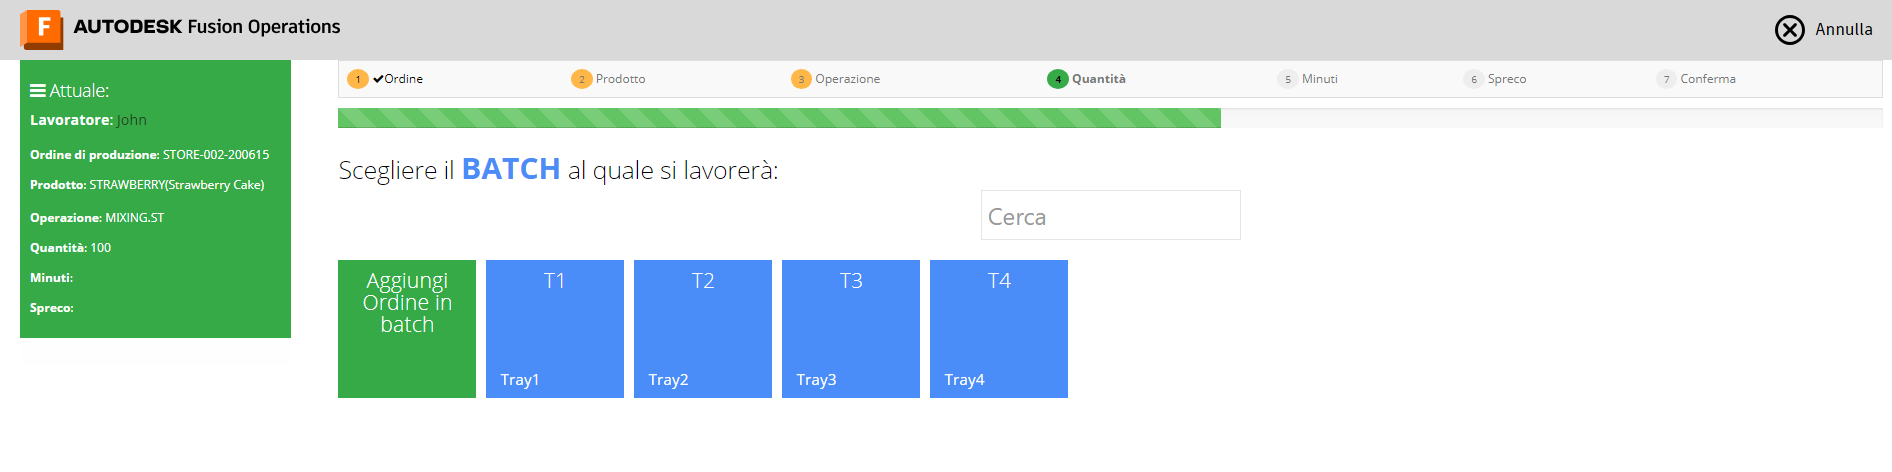 F AUTODESK Fusion Operations
Annulla
Attuale:
Lavoratore: John
Ordine di produzione: STORE-002-200615
Prodotto: STRAWBERRY(Strawberry Cake)
Operazione: MIXING.ST
Quantità: 100
Minuti:
Spreco:
1 Ordine 2 Prodotto 3 Operazione 4 Quantità 5 Minuti 6 Spreco 7 Conferma
Scegliere il BATCH al quale si lavorerà:
Cerca
Aggiungi
Ordine in
batch
T1
Tray1
T2
Tray2
T3
Tray3
T4
Tray4